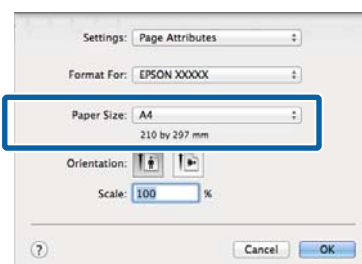 Settings: Page Attributes
Format For: EPSON XXXXX
Paper Size: A4
210 by 297 mm
Orientation:
Scale: 100 %
? Cancel OK